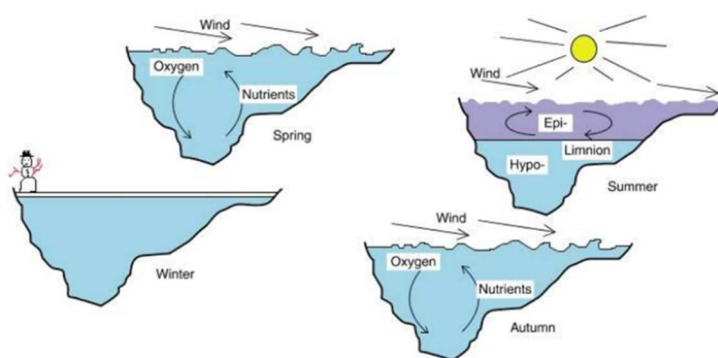 Wind
Oxygen
Nutrients
Spring
Wind
Epi-
Limnion
Hypo-
Summer
Winter
Wind
Oxygen
Nutrients
Autumn